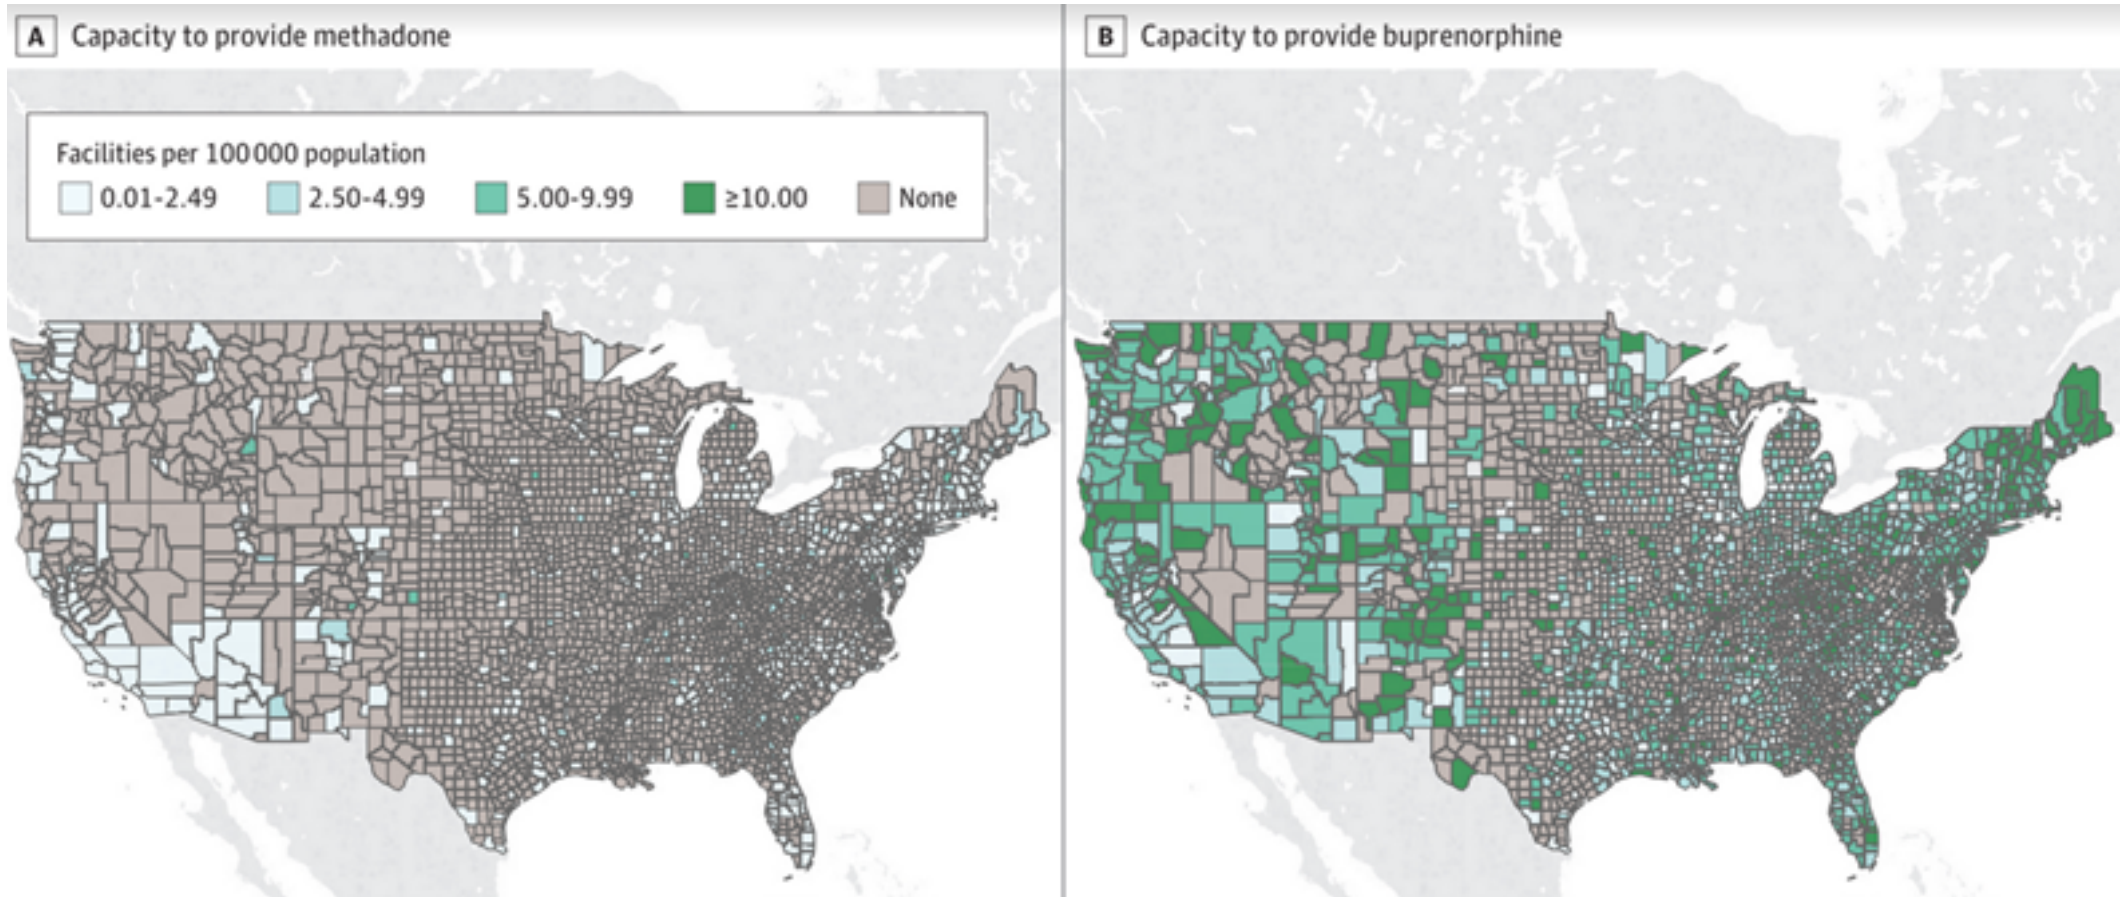 A Capacity to provide methadone
Facilities per 100 000 population
0.01-2.49 2.50-4.99 5.00-9.99 ≥10.00 None
B Capacity to provide buprenorphine